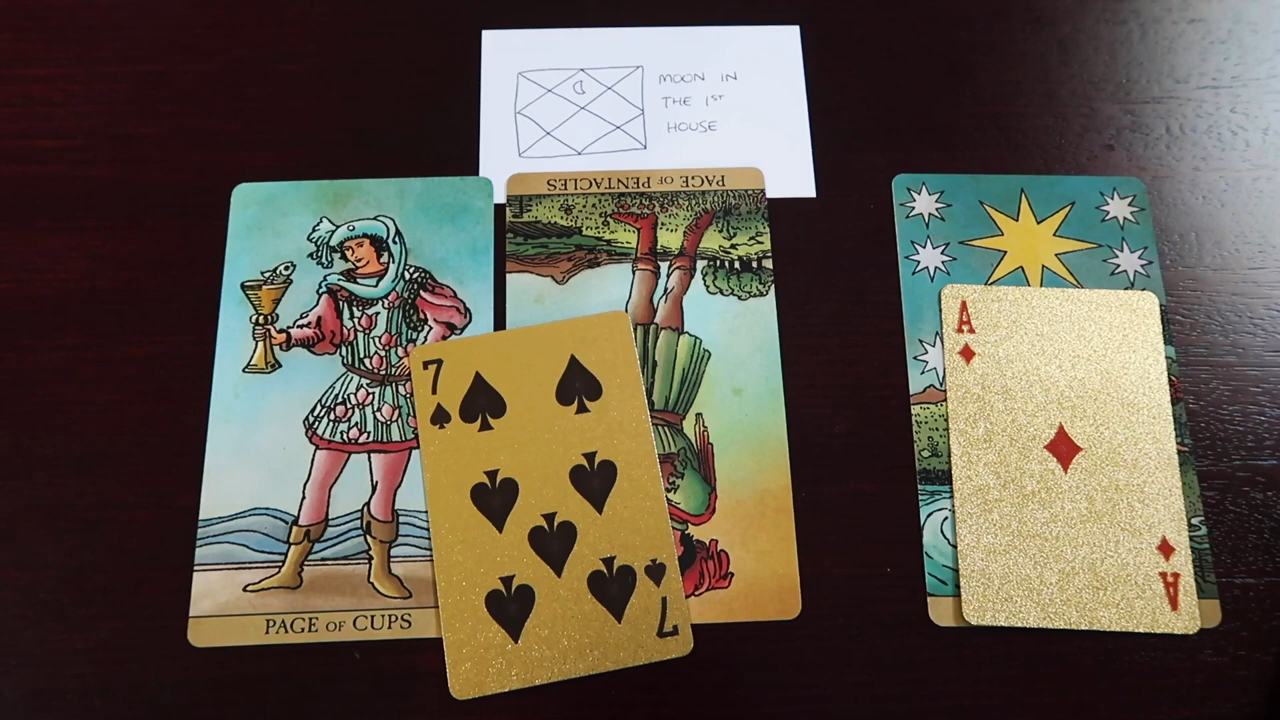 MOON IN
THE 1ST
HOUSE
PAGE OF PENTACLES
PAGE OF CUPS
7
7
A
A